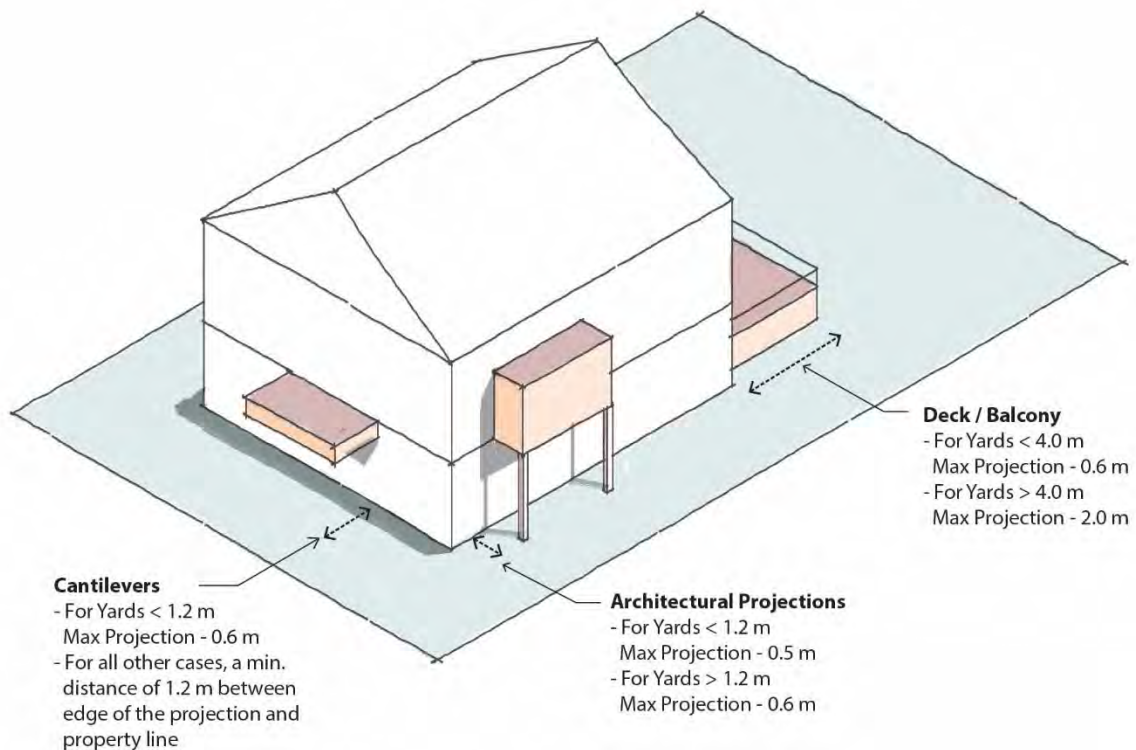 Deck / Balcony
- For Yards < 4.0 m
Max Projection - 0.6 m
- For Yards > 4.0 m
Max Projection - 2.0 m
Cantilevers
- For Yards < 1.2 m
Max Projection - 0.6 m
- For all other cases, a min.
distance of 1.2 m between
edge of the projection and
property line
Architectural Projections
- For Yards < 1.2 m
Max Projection - 0.5 m
- For Yards > 1.2 m
Max Projection - 0.6 m